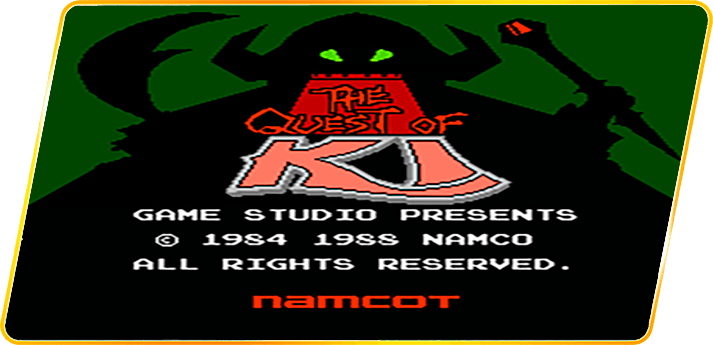 THE
QUEST OF
KI
GAME STUDIO PRESENTS
© 1984 1988 NAMCO
ALL RIGHTS RESERVED.
namcot